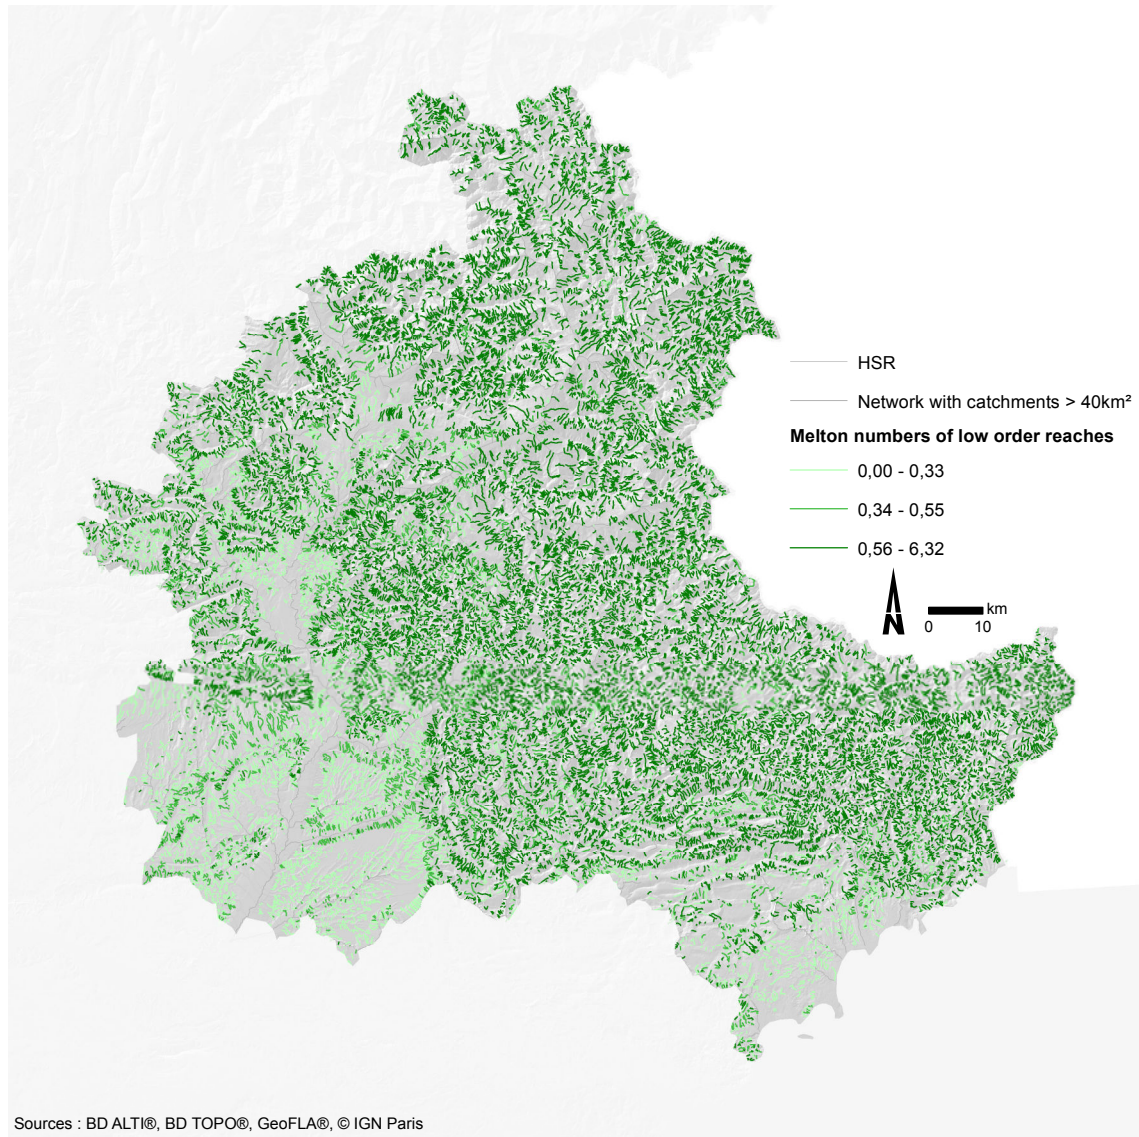 HSR
Network with catchments > 40km²
Melton numbers of low order reaches
0,00 - 0,33
0,34 - 0,55
0,56 - 6,32
N
km
0 10
Sources : BD ALTI®, BD TOPO®, GeoFLA®, © IGN Paris